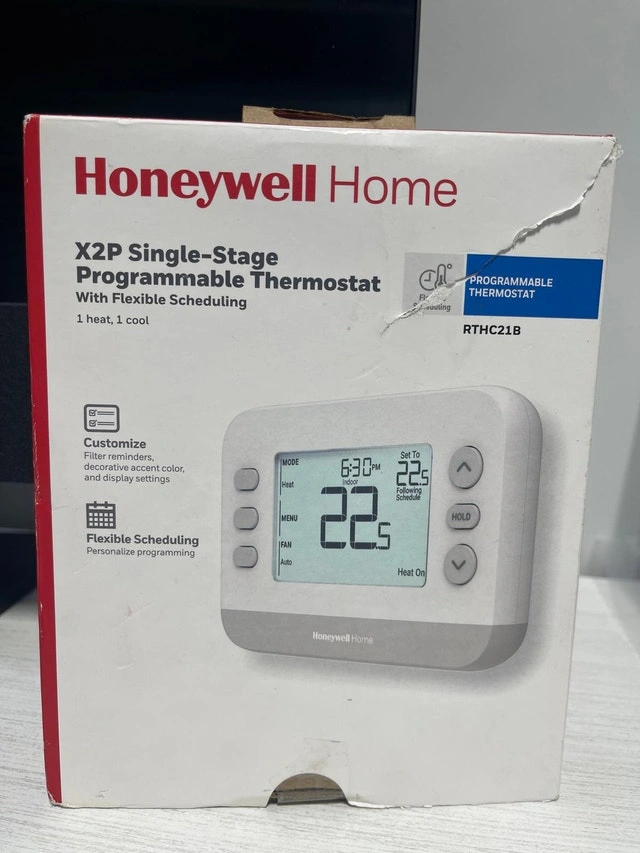 Honeywell Home
X2P Single-Stage
Programmable Thermostat
With Flexible Scheduling
1 heat, 1 cool
PROGRAMMABLE
THERMOSTAT
RTHC21B
Customize
Filter reminders,
decorative accent color,
and display settings
Flexible Scheduling
Personalize programming
MODE
6:30 PM
Set To
Heat
Indoor
22.5
Following
Schedule
22.5
MENU
HOLD
FAN
Auto
Heat On
Honeywell Home